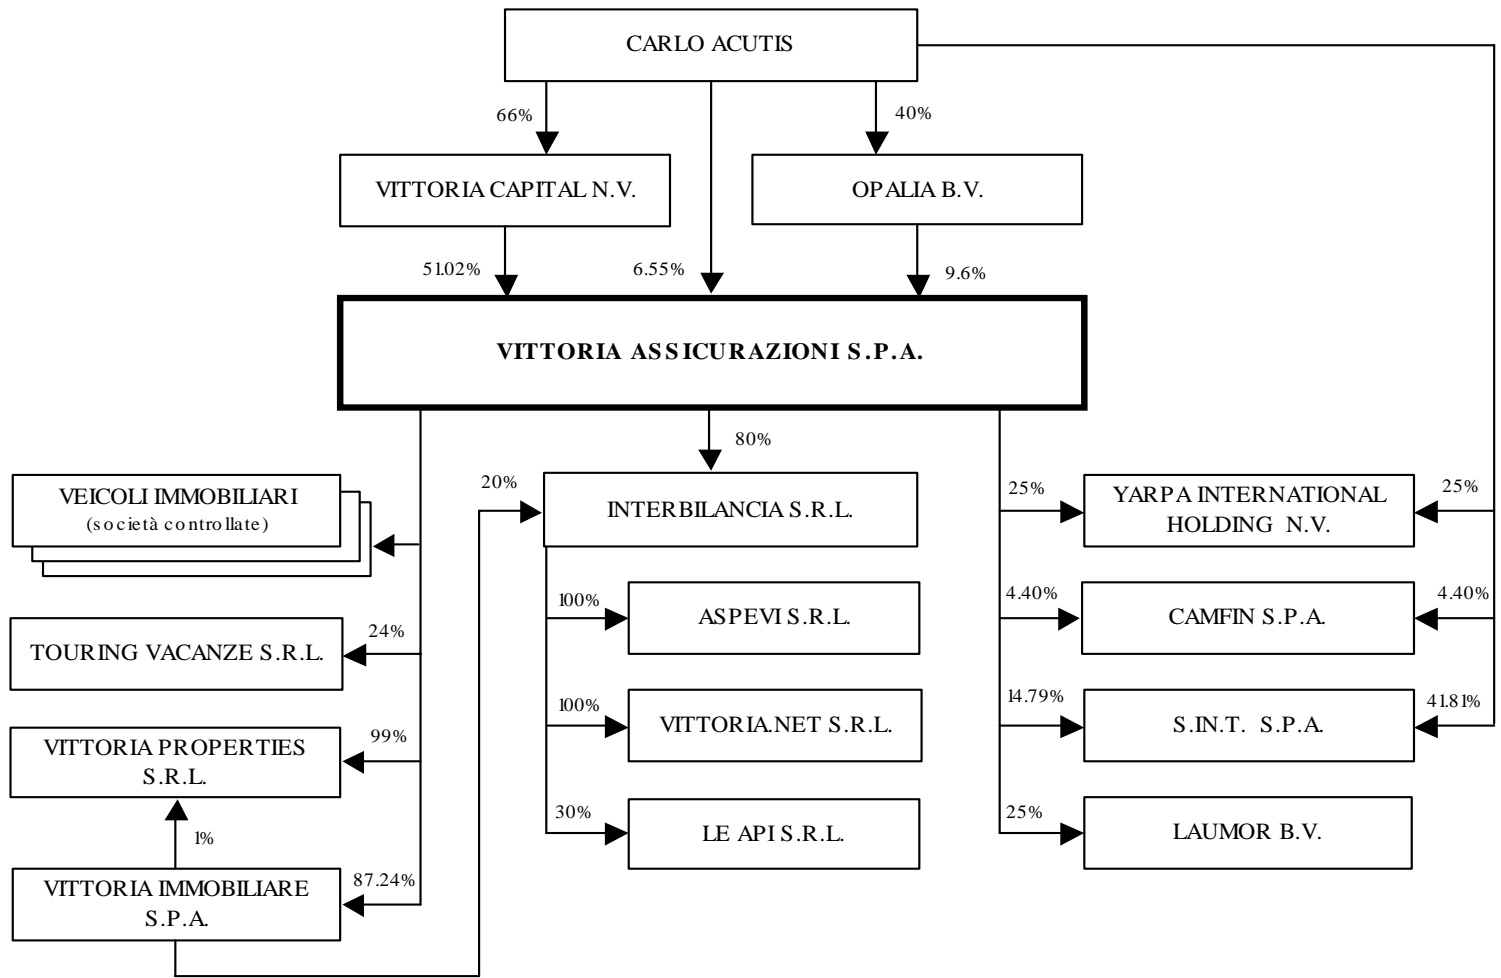 CARLO ACUTIS
66%
40%
VITTORIA CAPITAL N.V.
OPALIA B.V.
51.02%
6.55%
9.6%
VITTORIA ASSICURAZIONI S.P.A.
80%
VEICOLI IMMOBILIARI
(società controllate)
20%
INTERBILANCIA S.R.L.
25%
YARPA INTERNATIONAL
HOLDING N.V.
25%
100%
ASPEVI S.R.L.
4.40%
CAMFIN S.P.A.
4.40%
TOURING VACANZE S.R.L.
24%
100%
VITTORIA.NET S.R.L.
14.79%
S.IN.T. S.P.A.
41.81%
VITTORIA PROPERTIES
S.R.L.
99%
30%
LE API S.R.L.
25%
LAUMOR B.V.
1%
VITTORIA IMMOBILIARE
S.P.A.
87.24%